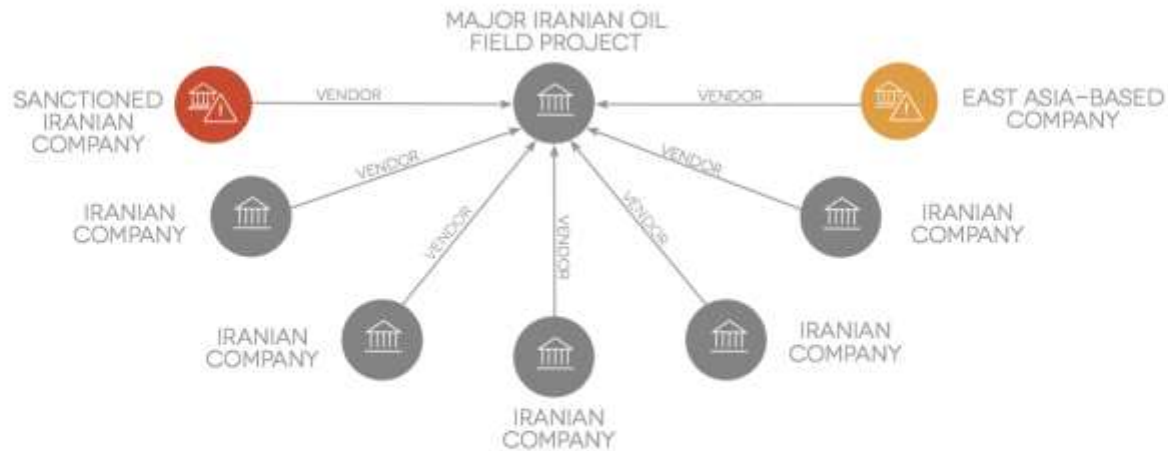 MAJOR IRANIAN OIL
FIELD PROJECT
SANCTIONED
IRANIAN
COMPANY
VENDOR
VENDOR
EAST ASIA–BASED
COMPANY
IRANIAN
COMPANY
VENDOR
VENDOR
IRANIAN
COMPANY
IRANIAN
COMPANY
VENDOR
VENDOR
VENDOR
IRANIAN
COMPANY
IRANIAN
COMPANY